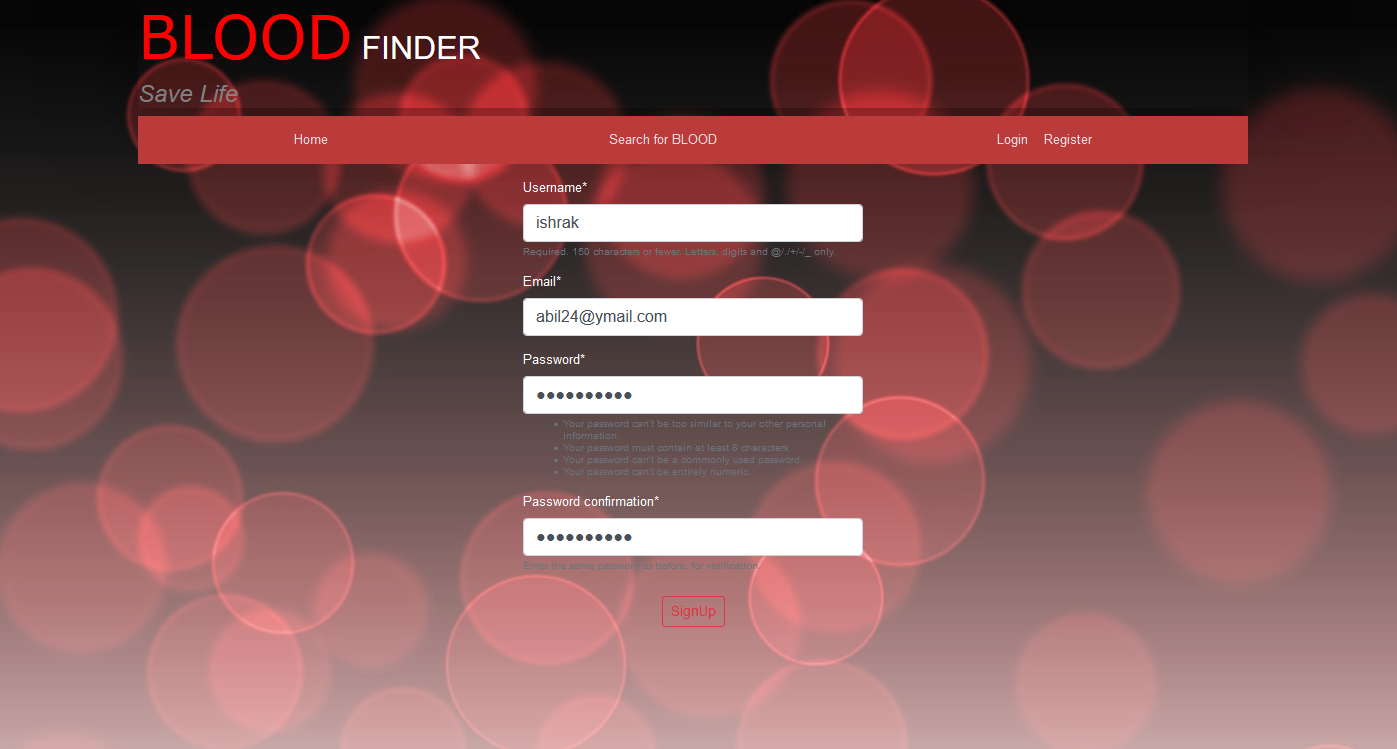 BLOOD FINDER
Save Life
Home Search for BLOOD Login Register
Username*
ishrak
Required. 150 characters or fewer. Letters, digits and @/./+/-/_ only.
Email*
abil24@ymail.com
Password*
●●●●●●●●●●
• Your password can't be too similar to your other personal
information.
• Your password must contain at least 8 characters.
• Your password can't be a commonly used password.
• Your password can't be entirely numeric.
Password confirmation*
●●●●●●●●●●
Enter the same password as before, for verification.
SignUp